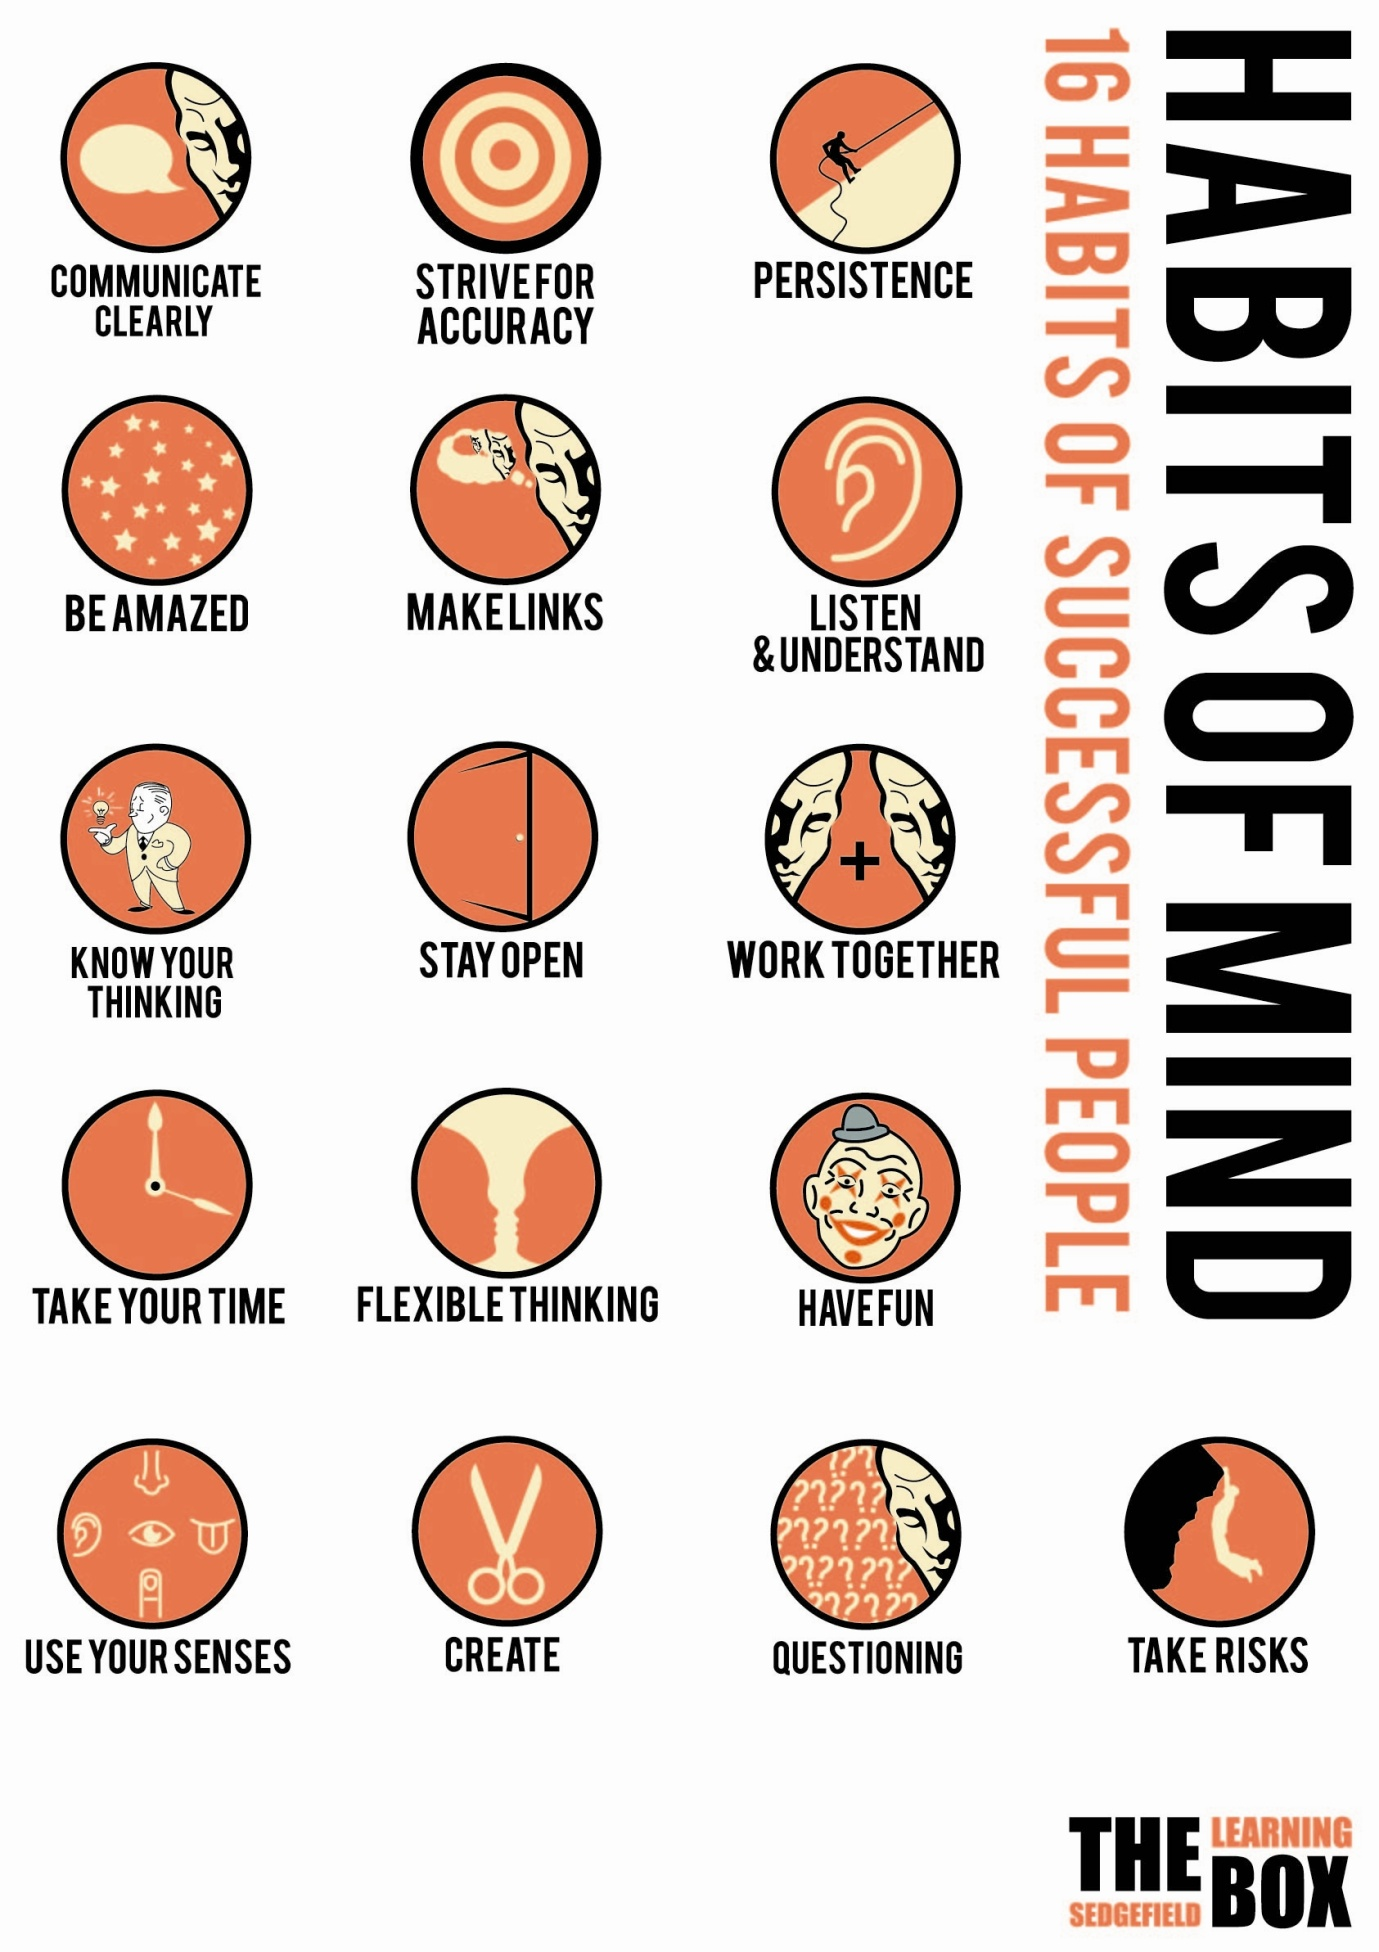 HABITS OF MIND
16 HABITS OF SUCCESSFUL PEOPLE
COMMUNICATE
CLEARLY
STRIVE FOR
ACCURACY
PERSISTENCE
BE AMAZED
MAKE LINKS
LISTEN
& UNDERSTAND
KNOW YOUR
THINKING
STAY OPEN
WORK TOGETHER
TAKE YOUR TIME
FLEXIBLE THINKING
HAVE FUN
USE YOUR SENSES
CREATE
QUESTIONING
TAKE RISKS
THE LEARNING
SEDGEFIELD BOX